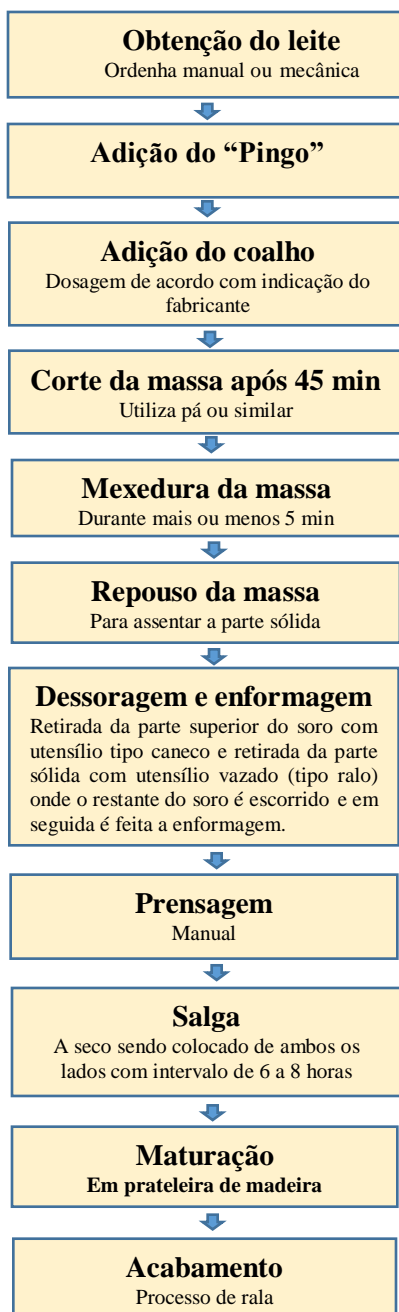 Obtenção do leite
Ordenha manual ou mecânica
Adição do “Pingo”
Adição do coalho
Dosagem de acordo com indicação do
fabricante
Corte da massa após 45 min
Utiliza pá ou similar
Mexedura da massa
Durante mais ou menos 5 min
Repouso da massa
Para assentar a parte sólida
Dessoragem e enformagem
Retirada da parte superior do soro com
utensílio tipo caneco e retirada da parte
sólida com utensílio vazado (tipo ralo)
onde o restante do soro é escorrido e em
seguida é feita a enformagem.
Prensagem
Manual
Salga
A seco sendo colocado de ambos os
lados com intervalo de 6 a 8 horas
Maturação
Em prateleira de madeira
Acabamento
Processo de rala